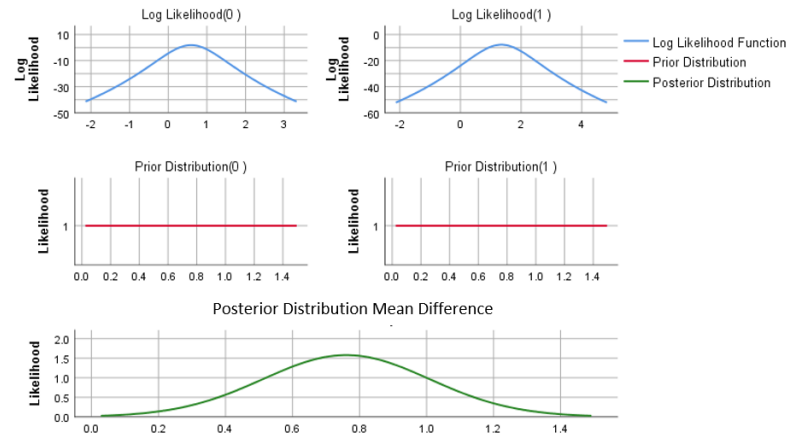 Log Likelihood(0 )
Log Likelihood(1 )
Log Likelihood
10
-10
-30
-50
-2 -1 0 1 2 3
Log Likelihood
0
-20
-40
-60
-2 0 2 4
Log Likelihood Function
Prior Distribution
Posterior Distribution
Prior Distribution(0 )
Prior Distribution(1 )
Likelihood
1
0.0 0.2 0.4 0.6 0.8 1.0 1.2 1.4
Likelihood
1
0.0 0.2 0.4 0.6 0.8 1.0 1.2 1.4
Posterior Distribution Mean Difference
Likelihood
2.0
1.5
1.0
0.5
0.0
0.0 0.2 0.4 0.6 0.8 1.0 1.2 1.4